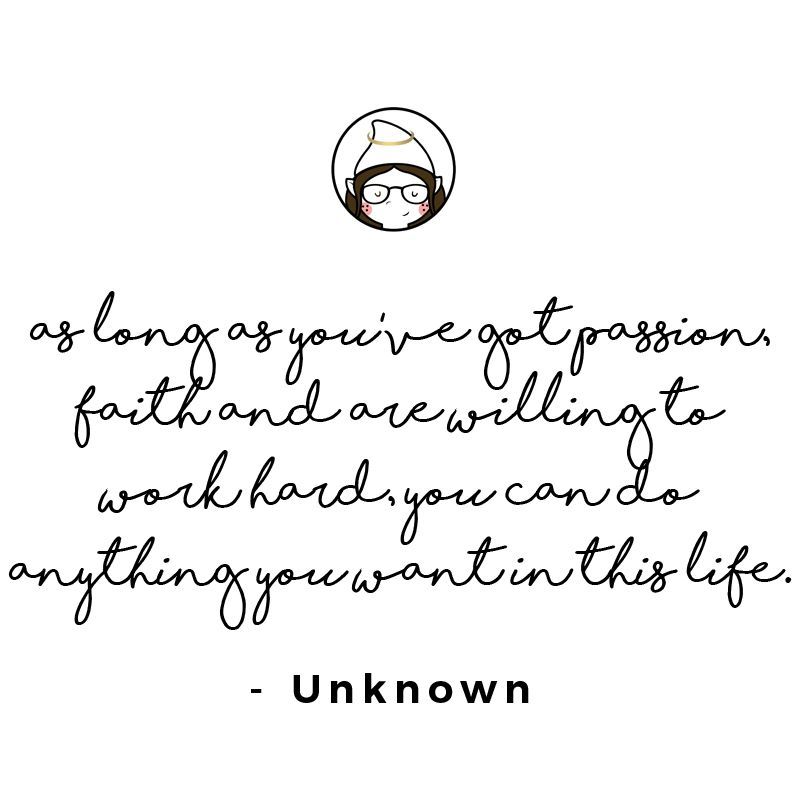 as long as you've got passion,
faith and are willing to
work hard, you can do
anything you want in this life.
- Unknown